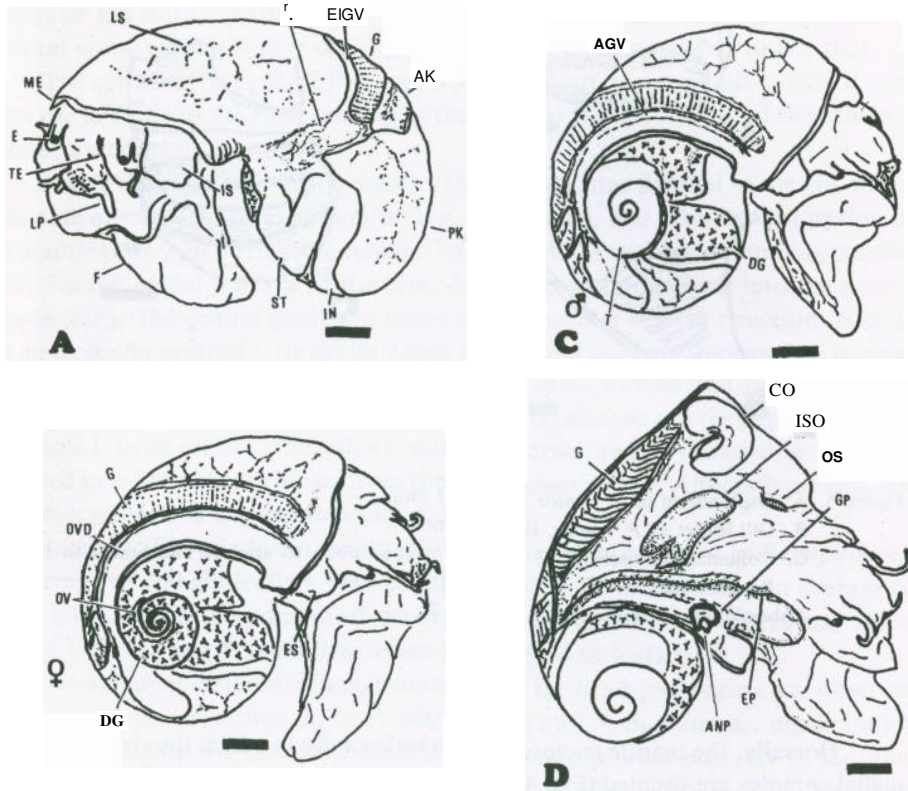 LS
r.
EIGV
G
AK
ME
E
TE
IS
LP
F
PK
ST
IN
A
AGV
DG
T
♂
C
G
OVD
OV
ES
♀
DG
CO
ISO
OS
G
GP
EP
ANP
D